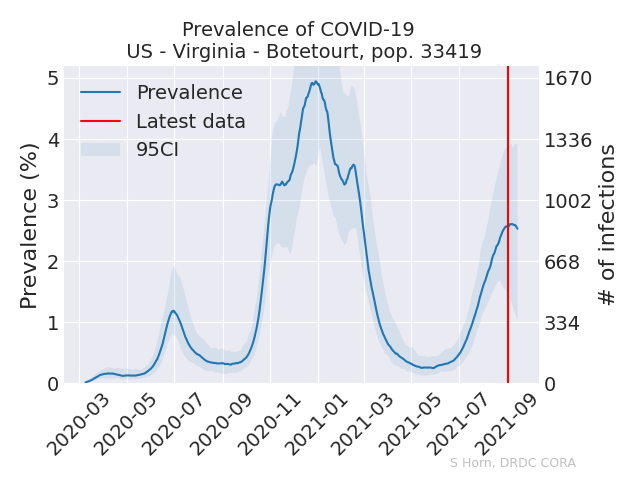 Prevalence of COVID-19
US - Virginia - Botetourt, pop. 33419
Prevalence
Latest data
95CI
Prevalence (%)
5
4
3
2
1
0
# of infections
1670
1336
1002
668
334
0
2020-03
2020-05
2020-07
2020-09
2020-11
2021-01
2021-03
2021-05
2021-07
2021-09
S Horn, DRDC CORA